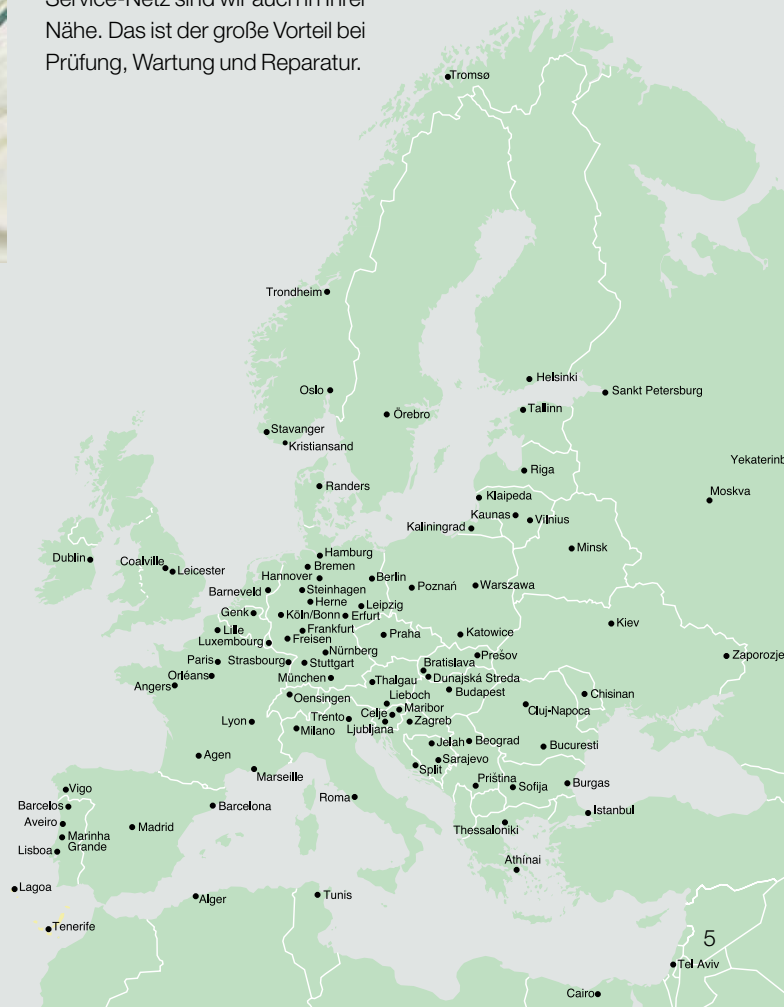 Service-Netz sind wir auch in Ihrer
Nähe. Das ist der große Vorteil bei
Prüfung, Wartung und Reparatur.
Tromsø
Trondheim
Oslo
Örebro
Helsinki
Sankt Petersburg
Tallinn
Stavanger
Kristiansand
Riga
Yekaterinb
Moskva
Randers
Klaipeda
Kaunas
Vilnius
Kaliningrad
Minsk
Dublin
Coalville
Leicester
Hamburg
Bremen
Hannover
Berlin
Barneveld
Steinhagen
Poznań
Warszawa
Herne
Leipzig
Genk
Köln/Bonn
Erfurt
Kiev
Lille
Frankfurt
Praha
Katowice
Luxembourg
Freisen
Nürnberg
Prešov
Zaporozje
Paris
Strasbourg
Stuttgart
Bratislava
Orléans
München
Thalgau
Dunajská Streda
Angers
Budapest
Oensingen
Lieboch
Chisinan
Maribor
Cluj-Napoca
Lyon
Trento
Celje
Zagreb
Milano
Ljubljana
Jelah
Beograd
Bucuresti
Agen
Sarajevo
Split
Marseille
Priština
Sofija
Burgas
Vigo
Roma
Barcelos
Barcelona
Istanbul
Aveiro
Madrid
Thessaloniki
Marinha
Grande
Lisboa
Athínai
Lagoa
Alger
Tunis
Tenerife
5
Tel Aviv
Cairo